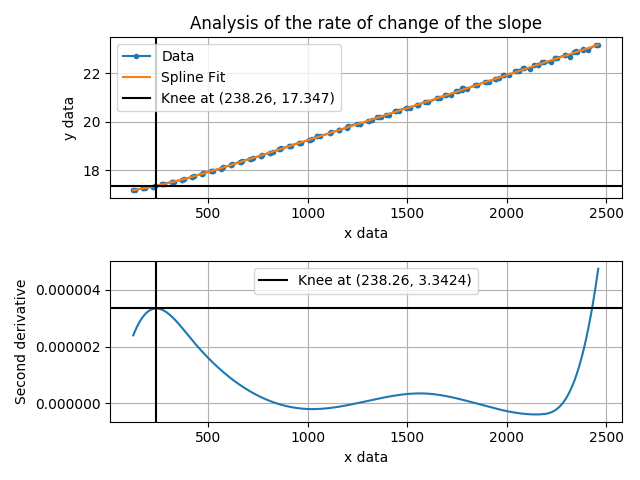 Analysis of the rate of change of the slope
Data
Spline Fit
Knee at (238.26, 17.347)
y data
22
20
18
500 1000 1500 2000 2500
x data
Knee at (238.26, 3.3424)
Second derivative
0.000004
0.000002
0.000000
500 1000 1500 2000 2500
x data